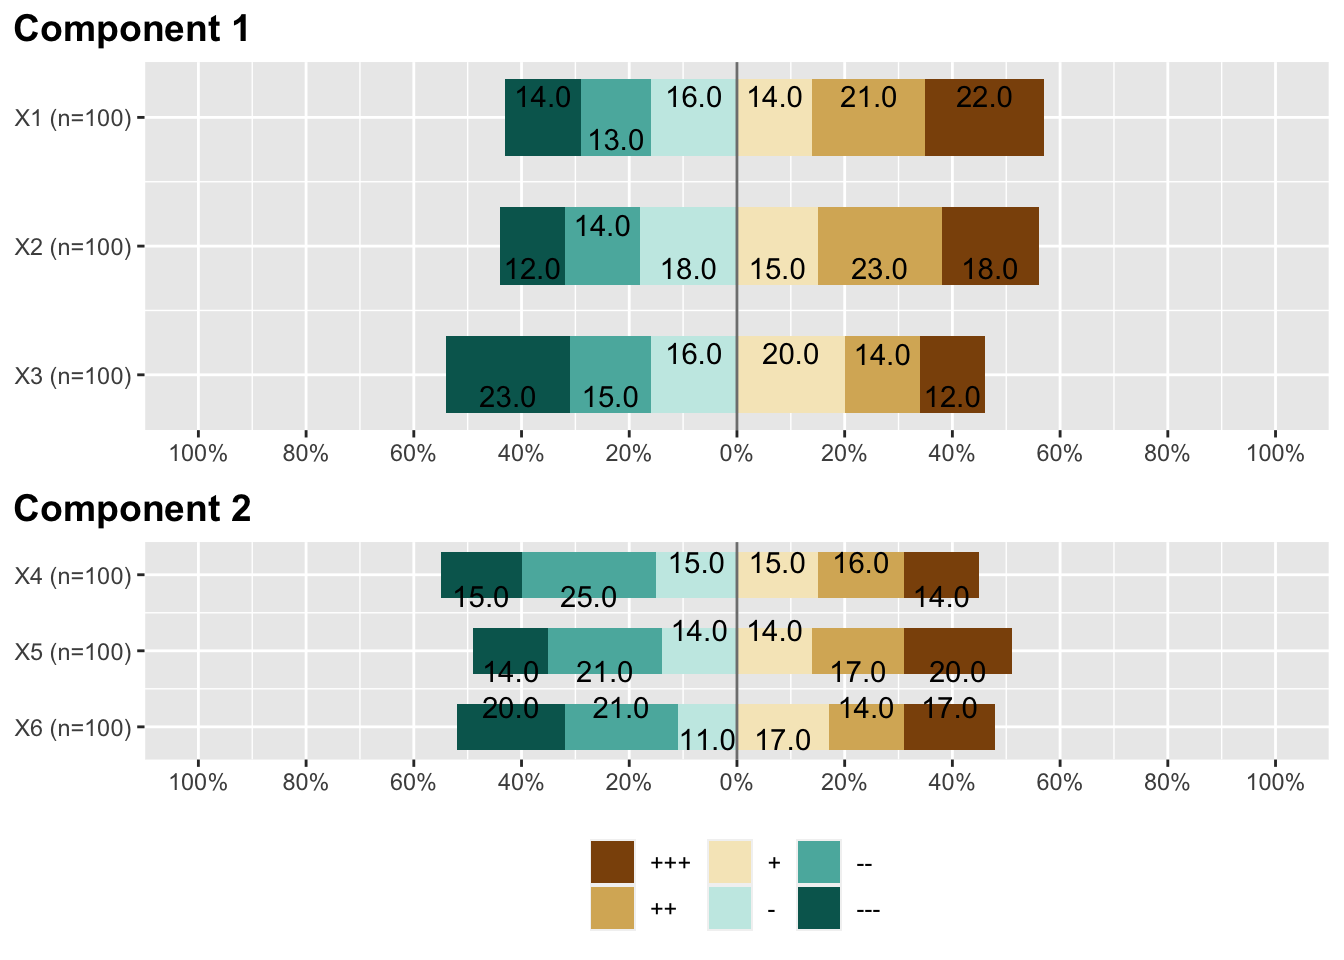 Component 1
X1 (n=100)
14.0 13.0 16.0 14.0 21.0 22.0
X2 (n=100)
12.0 14.0 18.0 15.0 23.0 18.0
X3 (n=100)
23.0 15.0 16.0 20.0 14.0 12.0
100% 80% 60% 40% 20% 0% 20% 40% 60% 80% 100%
Component 2
X4 (n=100)
15.0 25.0 15.0 15.0 16.0 14.0
X5 (n=100)
14.0 21.0 14.0 14.0 17.0 20.0
X6 (n=100)
20.0 21.0 11.0 17.0 14.0 17.0
100% 80% 60% 40% 20% 0% 20% 40% 60% 80% 100%
+++ + --
++ - ---